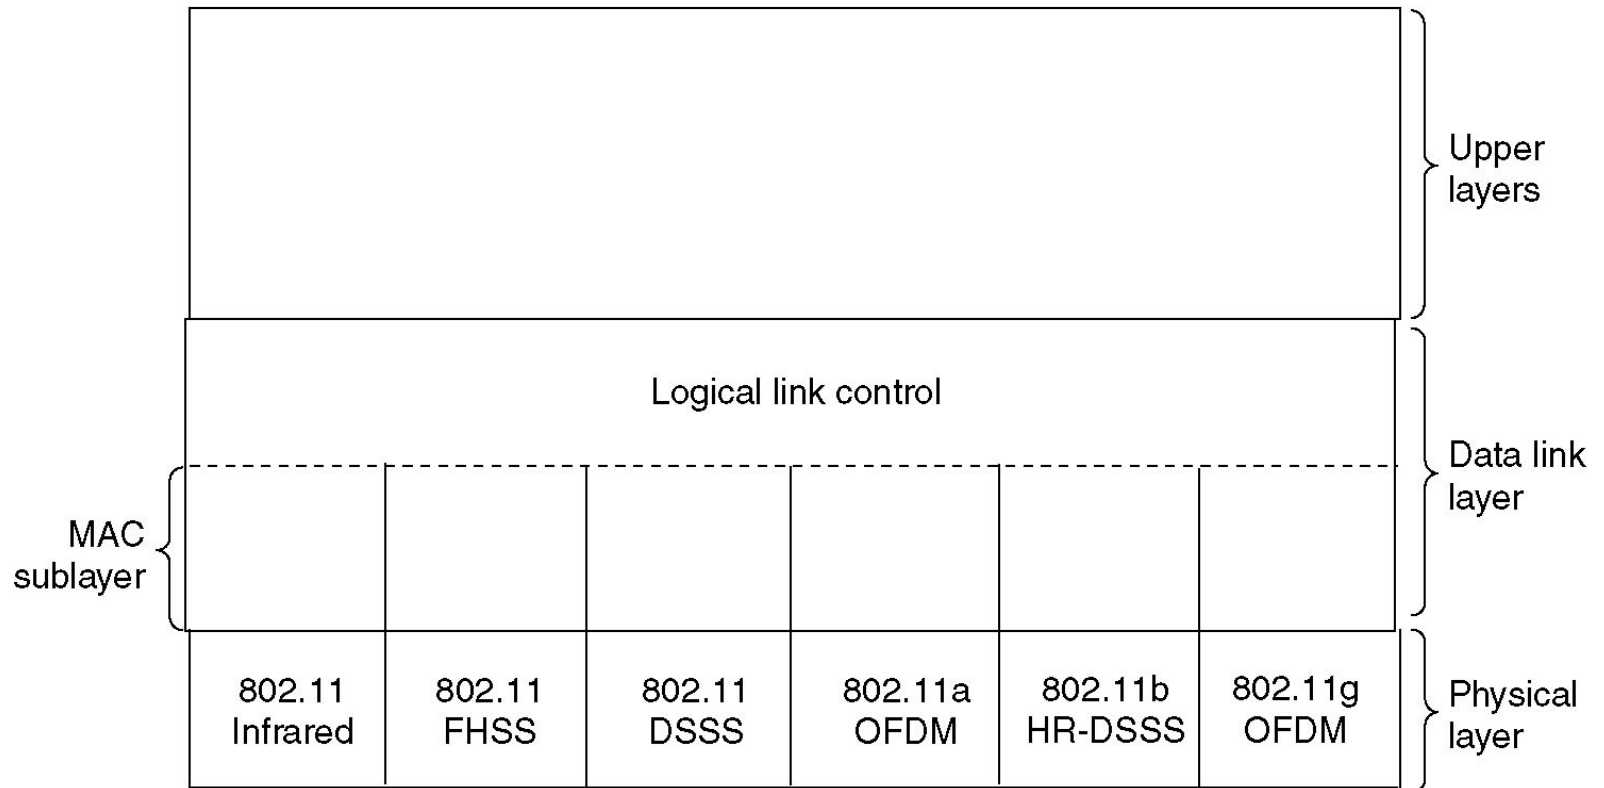 Upper
layers
Logical link control
Data link
layer
MAC
sublayer
802.11
Infrared
802.11
FHSS
802.11
DSSS
802.11a
OFDM
802.11b
HR-DSSS
802.11g
OFDM
Physical
layer